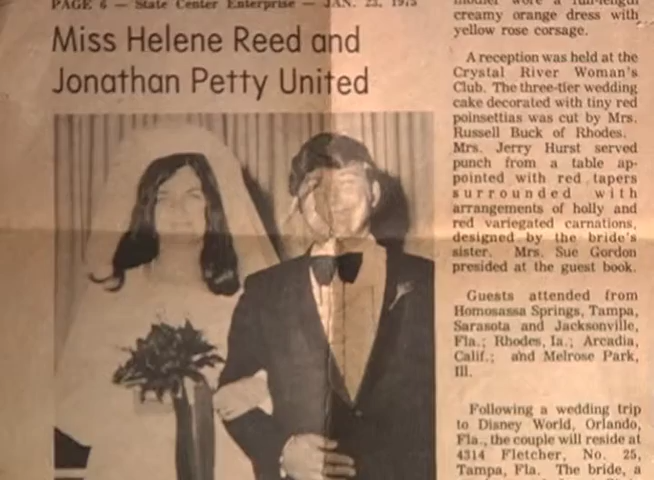 PAGE 6 — State Center Enterprise — JAN. 23, 1975
Miss Helene Reed and
Jonathan Petty United
creamy orange dress with
yellow rose corsage.
A reception was held at the
Crystal River Woman's
Club. The three-tier wedding
cake decorated with tiny red
poinsettias was cut by Mrs.
Russell Buck of Rhodes.
Mrs. Jerry Hurst served
punch from a table ap-
pointed with red tapers
surrounded with
arrangements of holly and
red variegated carnations,
designed by the bride's
sister. Mrs. Sue Gordon
presided at the guest book.
Guests attended from
Homosassa Springs, Tampa,
Sarasota and Jacksonville,
Fla.; Rhodes, Ia.; Arcadia,
Calif.; and Melrose Park,
Ill.
Following a wedding trip
to Disney World, Orlando,
Fla., the couple will reside at
4314 Fletcher, No. 25,
Tampa, Fla. The bride, a